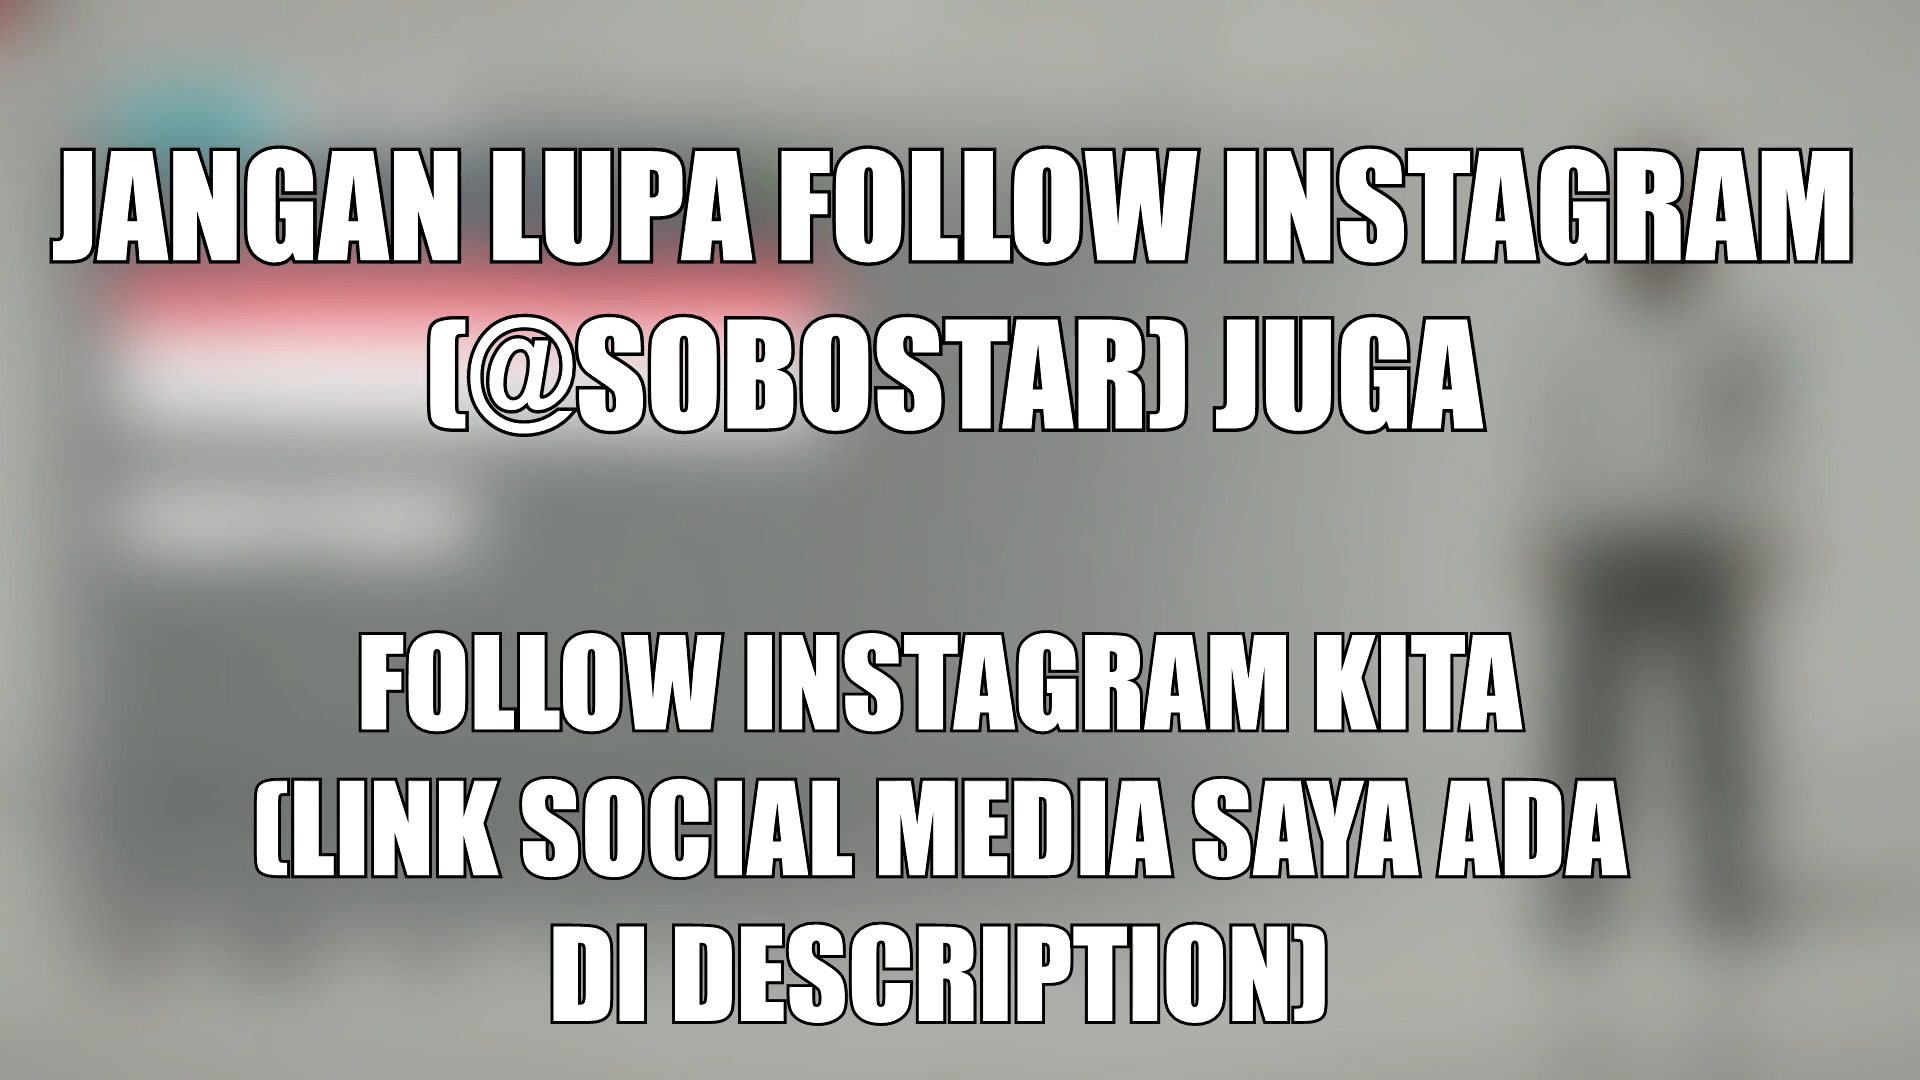 JANGAN LUPA FOLLOW INSTAGRAM
(@SOBOSTAR) JUGA
FOLLOW INSTAGRAM KITA
(LINK SOCIAL MEDIA SAYA ADA
DI DESCRIPTION)